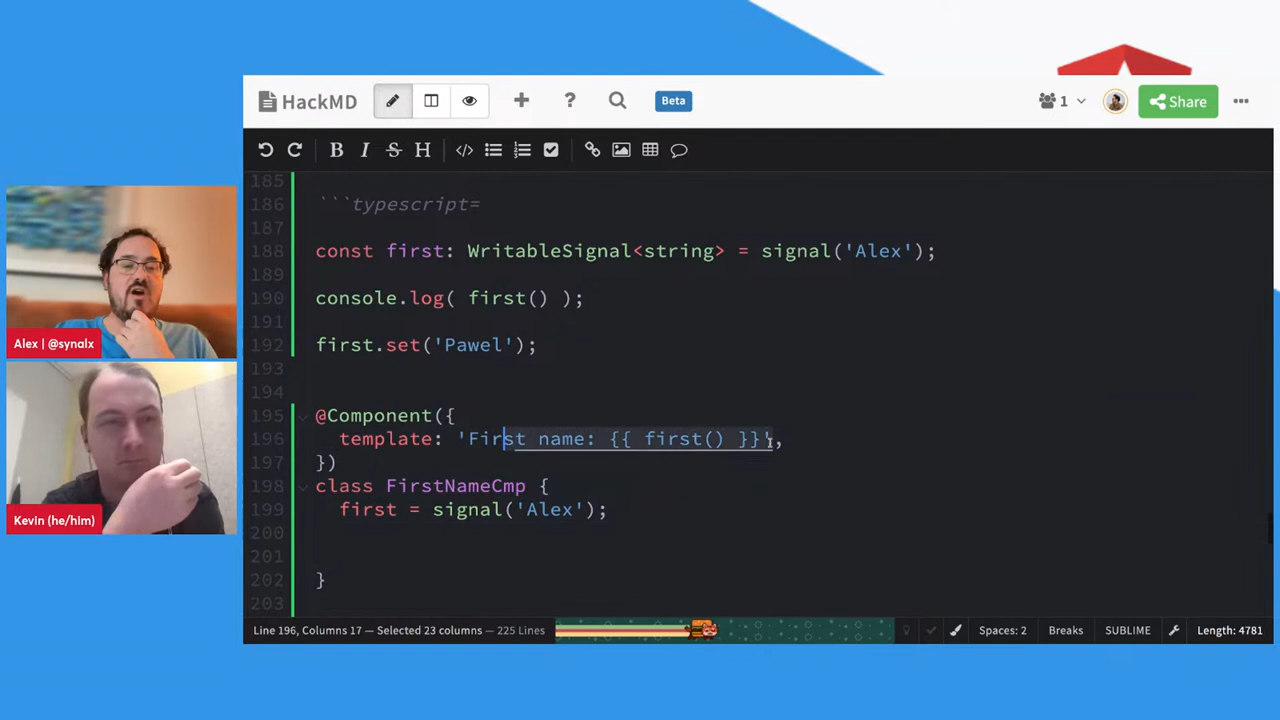 HackMD
Beta
1
Share
B I S H
185
186 ```typescript=
187
188 const first: WritableSignal<string> = signal('Alex');
189
190 console.log( first() );
191
192 first.set('Pawel');
193
194
195 @Component({
196 template: 'First name: {{ first() }}',
197 })
198 class FirstNameCmp {
199 first = signal('Alex');
200
201
202 }
203
Alex | @synalx
Kevin (he/him)
Line 196, Columns 17 — Selected 23 columns — 225 Lines Spaces: 2 Breaks SUBLIME Length: 4781